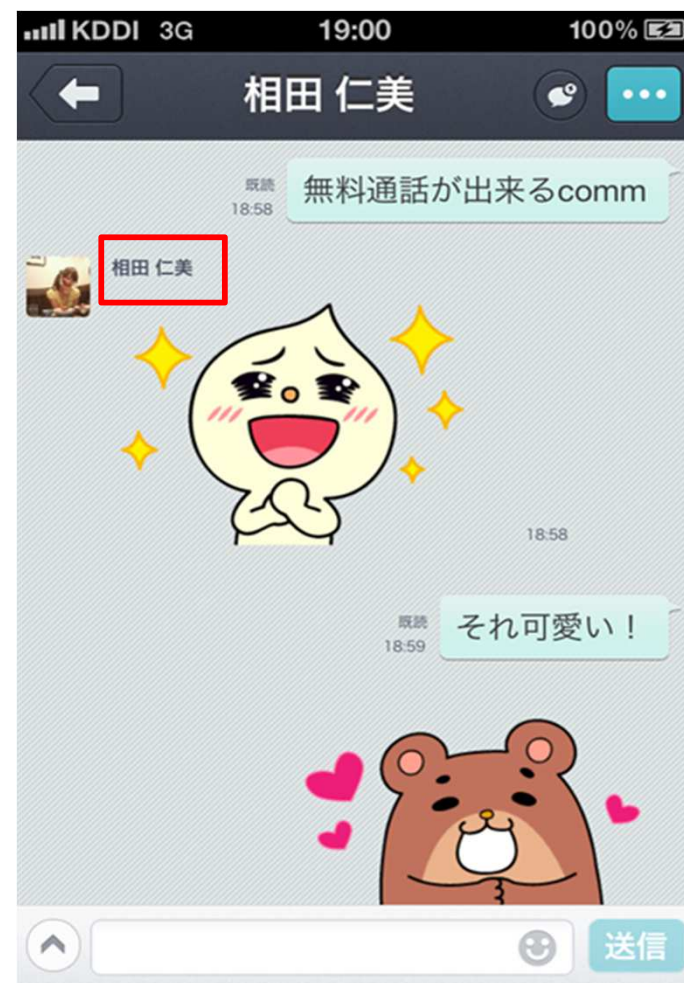 KDDI 3G 19:00 100%
相田 仁美
無料通話が出来るcomm
既読
18:58
相田 仁美
18:58
それ可愛い！
既読
18:59
送信